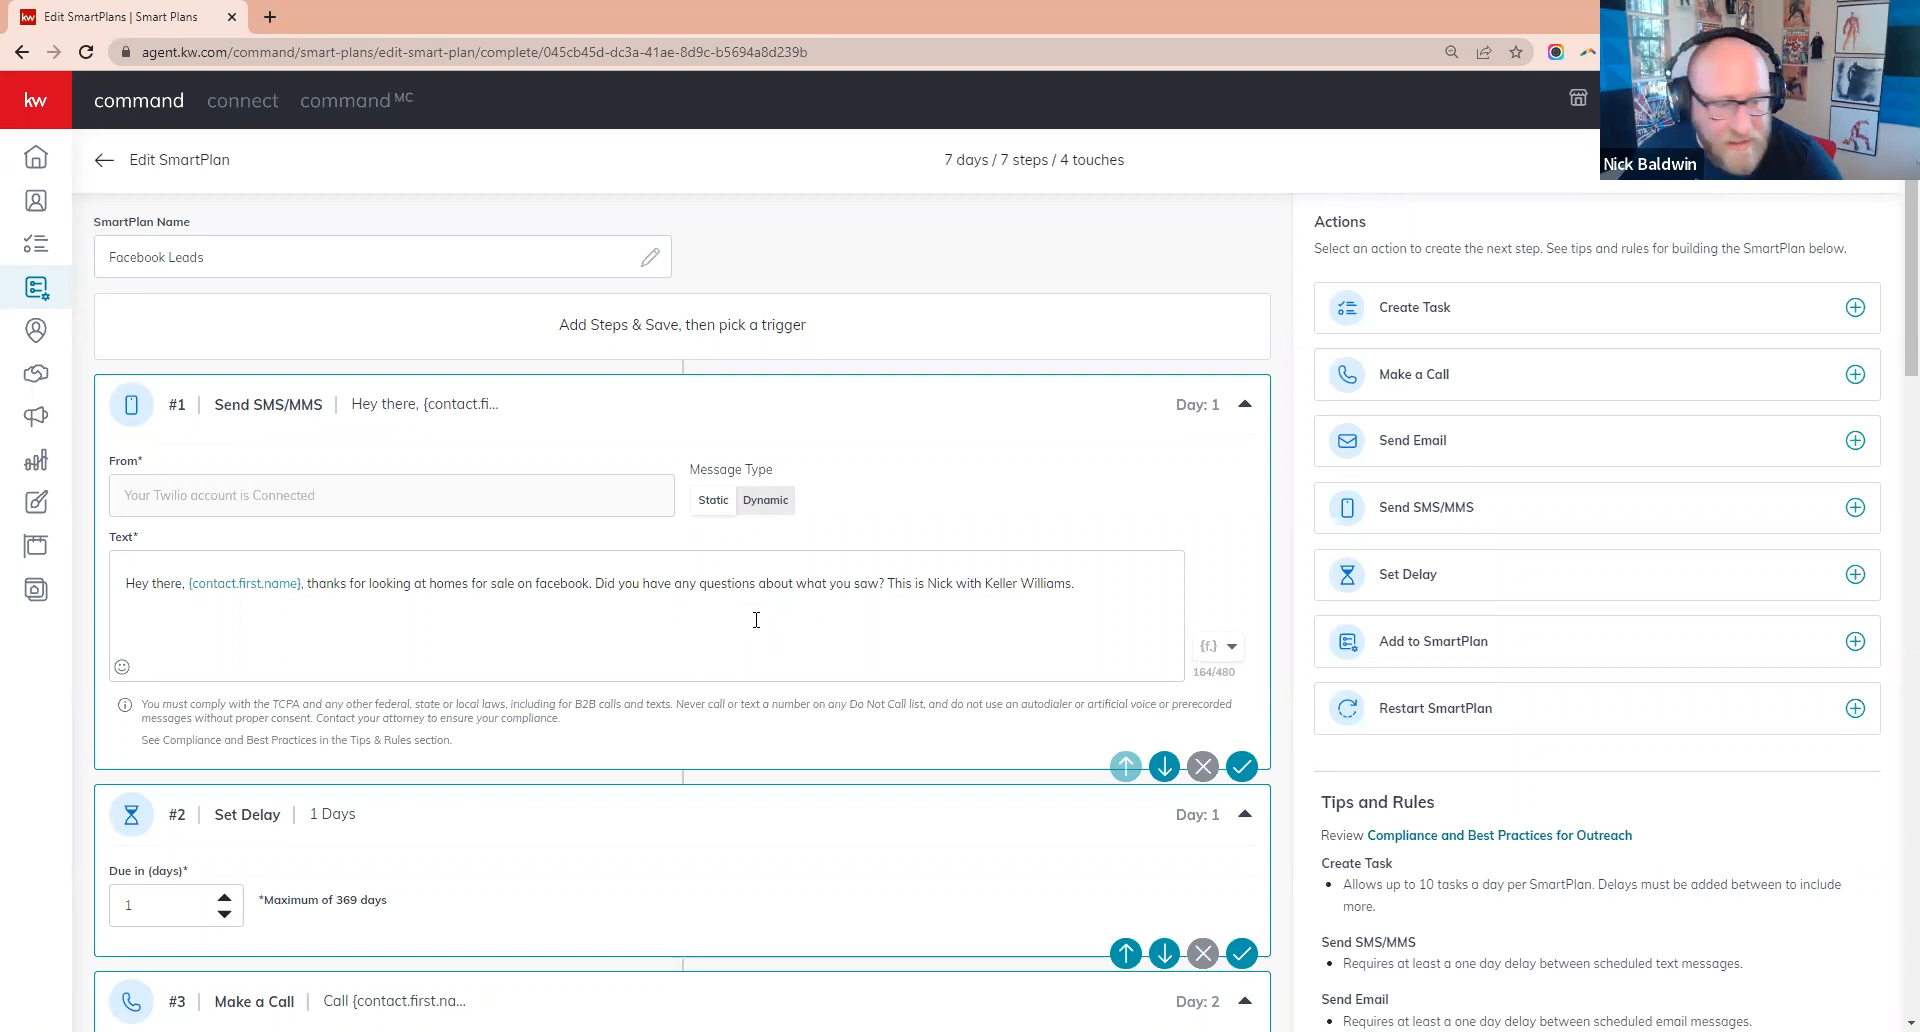 kw Edit SmartPlans | Smart Plans
agent.kw.com/command/smart-plans/edit-smart-plan/complete/045cb45d-dc3a-41ae-8d9c-b5694a8d239b
kw command connect command MC
Nick Baldwin
Edit SmartPlan
7 days / 7 steps / 4 touches
SmartPlan Name
Facebook Leads
Add Steps & Save, then pick a trigger
#1 Send SMS/MMS Hey there, {contact.fi... Day: 1
From*
Your Twilio account is Connected
Message Type
Static Dynamic
Text*
Hey there, {contact.first.name}, thanks for looking at homes for sale on facebook. Did you have any questions about what you saw? This is Nick with Keller Williams.
{f.}
164/480
You must comply with the TCPA and any other federal, state or local laws, including for B2B calls and texts. Never call or text a number on any Do Not Call list, and do not use an autodialer or artificial voice or prerecorded
messages without proper consent. Contact your attorney to ensure your compliance.
See Compliance and Best Practices in the Tips & Rules section.
#2 Set Delay 1 Days Day: 1
Due in (days)*
1
*Maximum of 369 days
#3 Make a Call Call {contact.first.na... Day: 2
Actions
Select an action to create the next step. See tips and rules for building the SmartPlan below.
Create Task
Make a Call
Send Email
Send SMS/MMS
Set Delay
Add to SmartPlan
Restart SmartPlan
Tips and Rules
Review Compliance and Best Practices for Outreach
Create Task
• Allows up to 10 tasks a day per SmartPlan. Delays must be added between to include
more.
Send SMS/MMS
• Requires at least a one day delay between scheduled text messages.
Send Email
• Requires at least a one day delay between scheduled email messages.